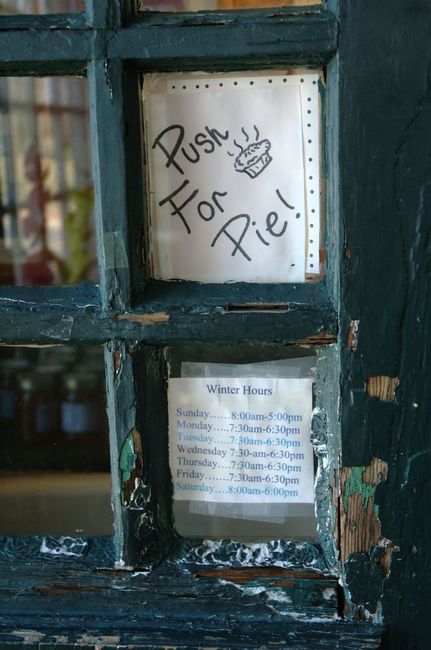 Push
For
Pie!
Winter Hours
Sunday......8:00am-5:00pm
Monday.....7:30am-6:30pm
Tuesday.....7:30am-6:30pm
Wednesday 7:30-am-6:30pm
Thursday....7:30am-6:30pm
Friday.......7:30am-6:30pm
Saturday....8:00am-6:00pm